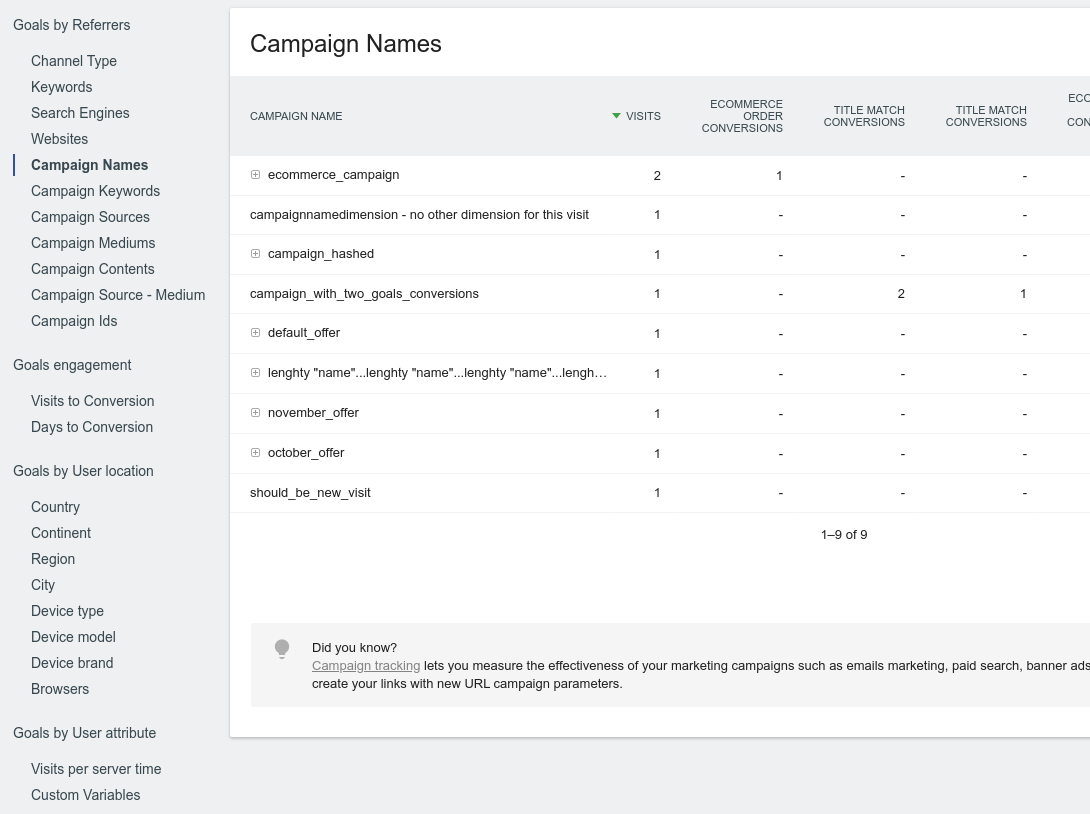 Goals by Referrers
Channel Type
Keywords
Search Engines
Websites
Campaign Names
Campaign Keywords
Campaign Sources
Campaign Mediums
Campaign Contents
Campaign Source - Medium
Campaign Ids
Goals engagement
Visits to Conversion
Days to Conversion
Goals by User location
Country
Continent
Region
City
Device type
Device model
Device brand
Browsers
Goals by User attribute
Visits per server time
Custom Variables
Campaign Names
CAMPAIGN NAME VISITS ECOMMERCE ORDER CONVERSIONS TITLE MATCH CONVERSIONS TITLE MATCH CONVERSIONS ECO CON
ecommerce_campaign 2 1 - -
campaignnamedimension - no other dimension for this visit 1 - - -
campaign_hashed 1 - - -
campaign_with_two_goals_conversions 1 - 2 1
default_offer 1 - - -
lenghty "name"...lenghty "name"...lenghty "name"...lengh... 1 - - -
november_offer 1 - - -
october_offer 1 - - -
should_be_new_visit 1 - - -
1–9 of 9
Did you know?
Campaign tracking lets you measure the effectiveness of your marketing campaigns such as emails marketing, paid search, banner ads
create your links with new URL campaign parameters.